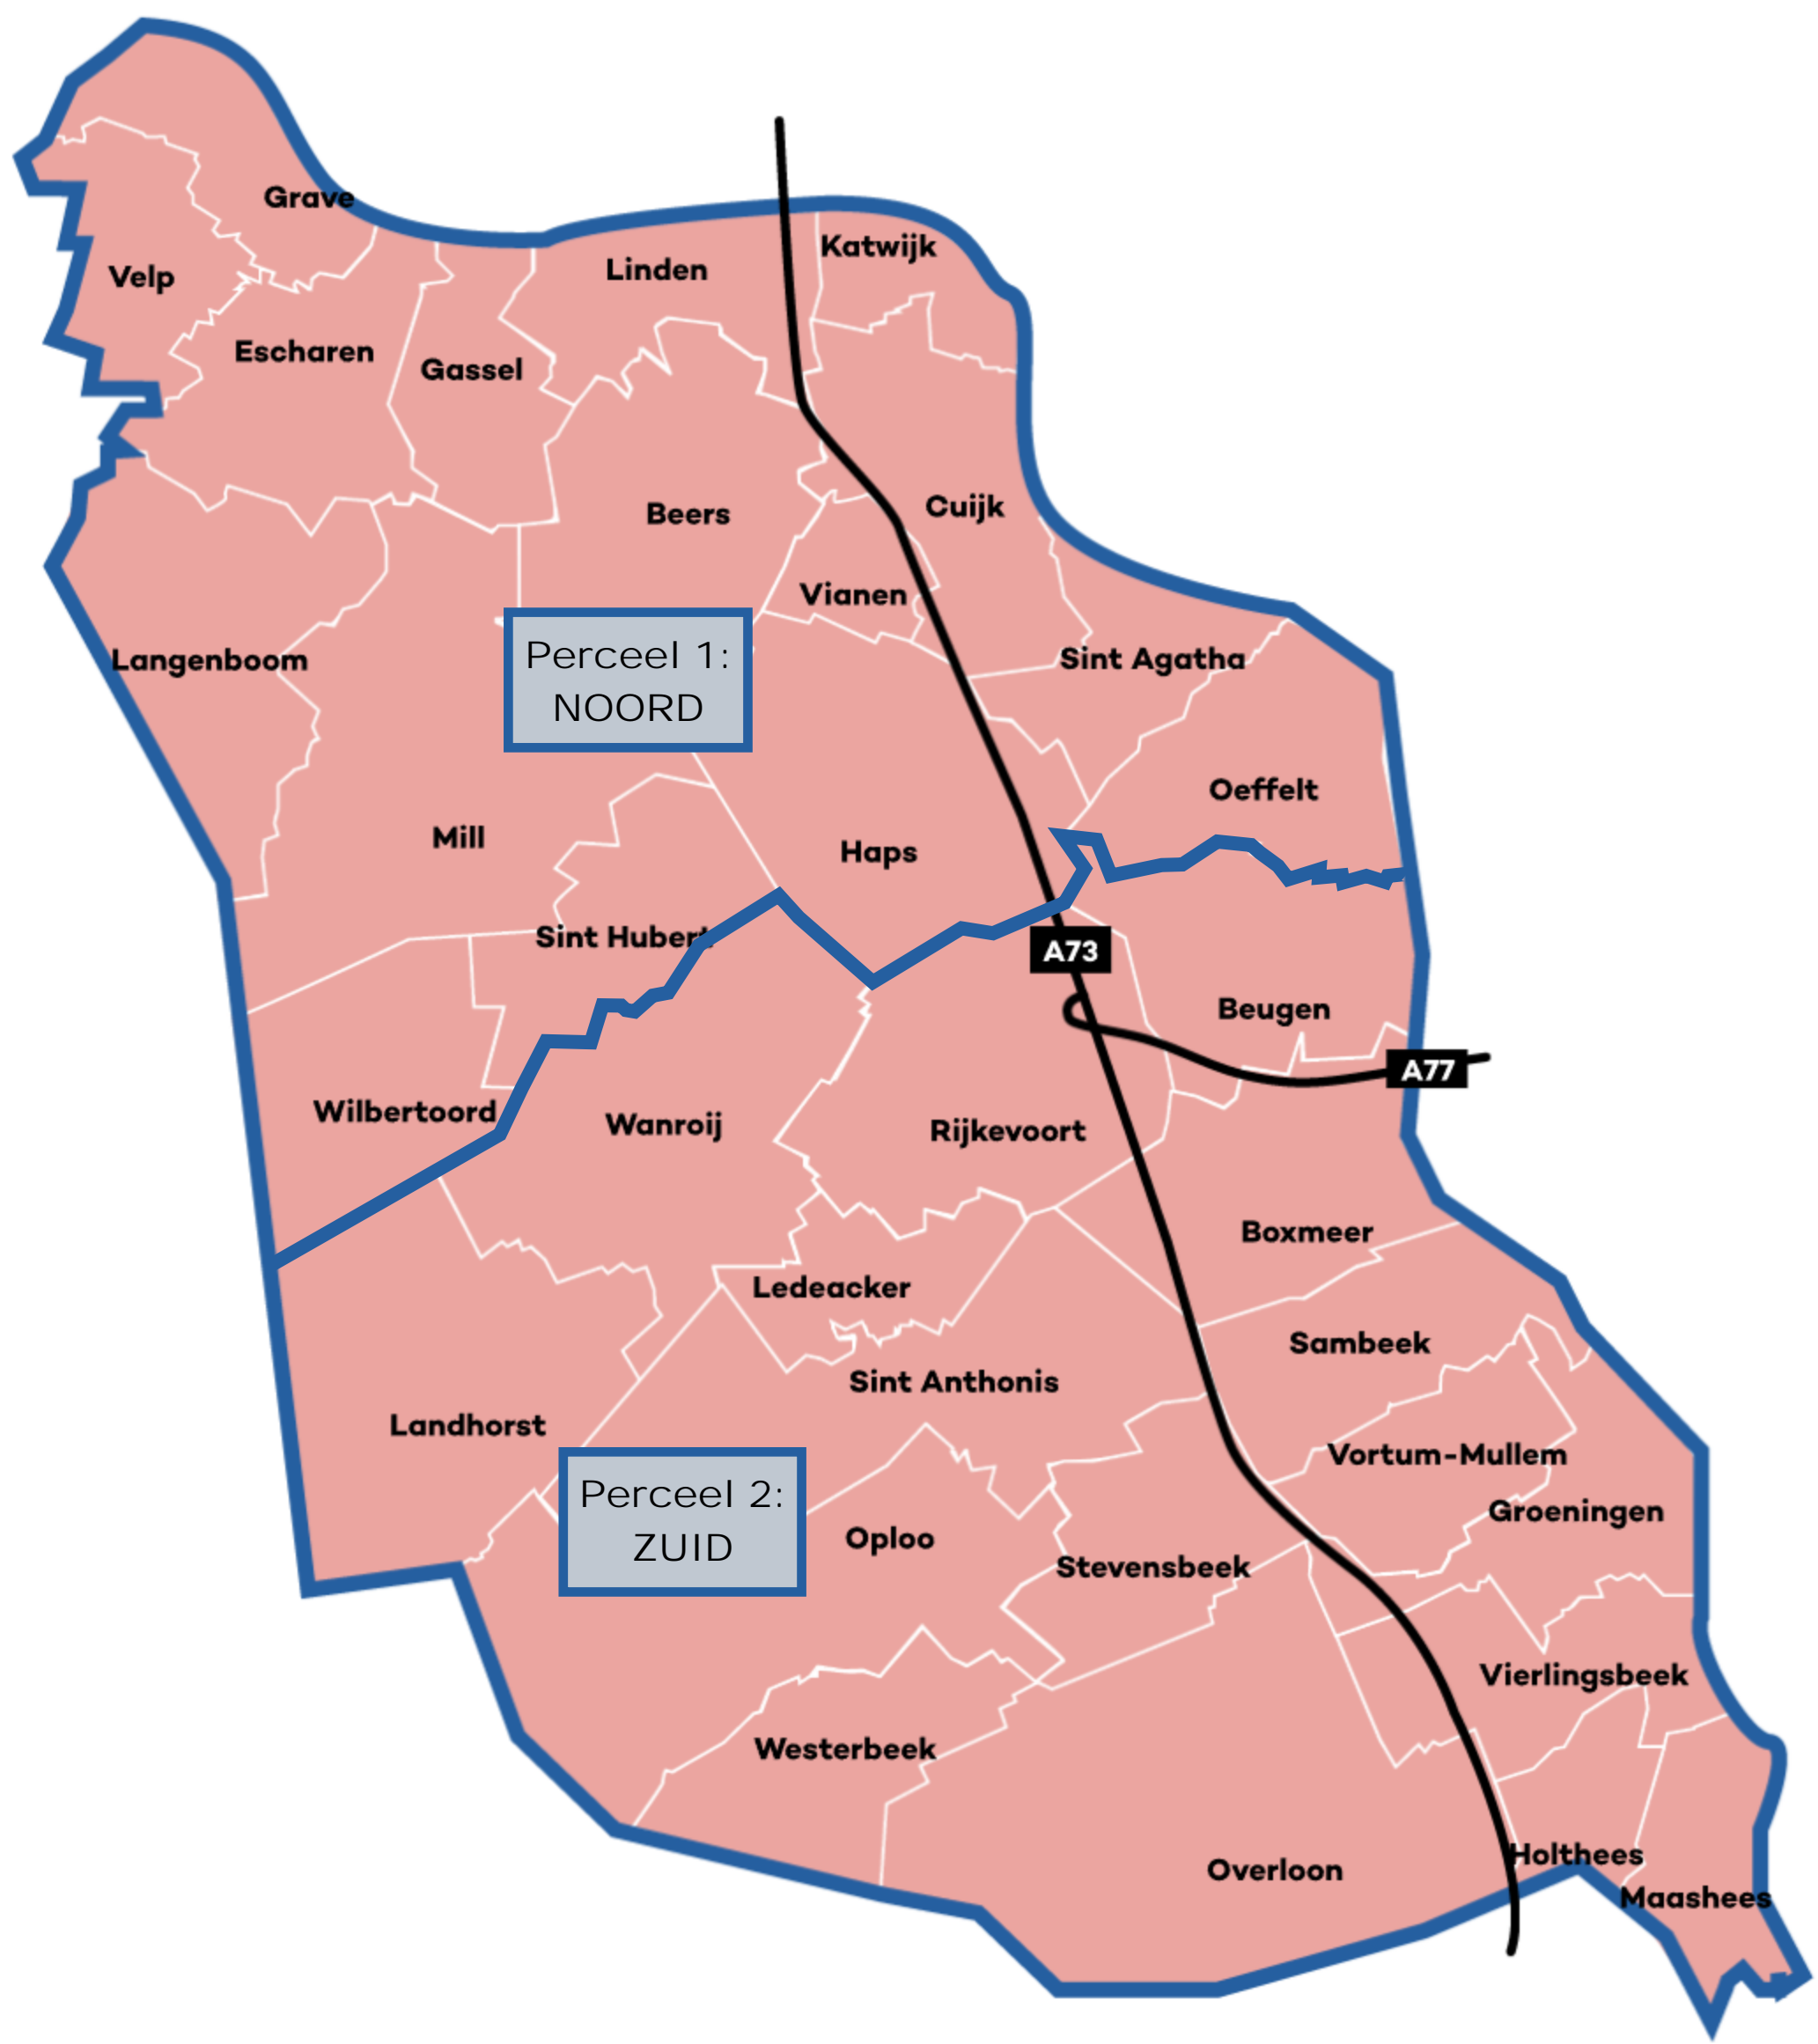 Grave
Katwijk
Linden
Velp
Escharen
Gassel
Cuijk
Beers
Vianen
Langenboom
Sint Agatha
Perceel 1:
NOORD
Oeffelt
Mill
Haps
Sint Hubert
A73
Beugen
A77
Wilbertoord
Wanroij
Rijkevoort
Boxmeer
Ledeacker
Sambeek
Sint Anthonis
Landhorst
Vortum-Mullem
Perceel 2:
ZUID
Groeningen
Oploo
Stevensbeek
Vierlingsbeek
Westerbeek
Holthees
Overloon
Maashees